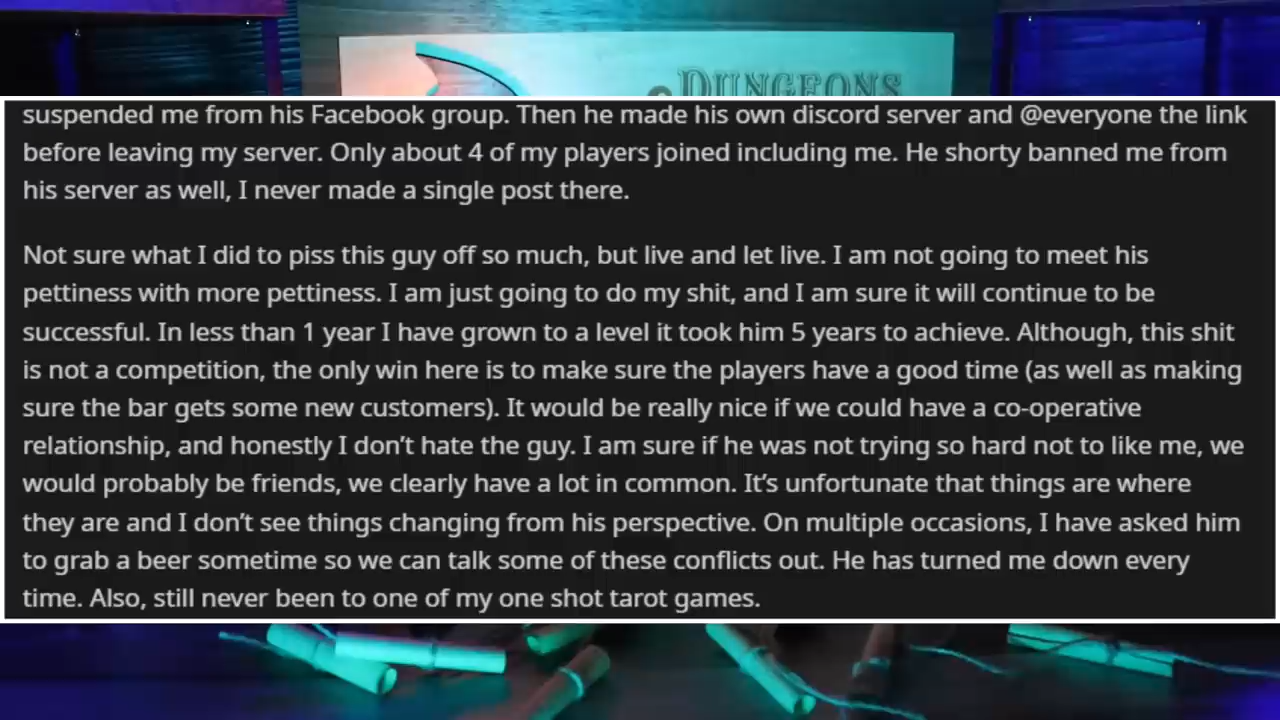 DUNGEONS
suspended me from his Facebook group. Then he made his own discord server and @everyone the link
before leaving my server. Only about 4 of my players joined including me. He shorty banned me from
his server as well, I never made a single post there.
Not sure what I did to piss this guy off so much, but live and let live. I am not going to meet his
pettiness with more pettiness. I am just going to do my shit, and I am sure it will continue to be
successful. In less than 1 year I have grown to a level it took him 5 years to achieve. Although, this shit
is not a competition, the only win here is to make sure the players have a good time (as well as making
sure the bar gets some new customers). It would be really nice if we could have a co-operative
relationship, and honestly I don’t hate the guy. I am sure if he was not trying so hard not to like me, we
would probably be friends, we clearly have a lot in common. It’s unfortunate that things are where
they are and I don’t see things changing from his perspective. On multiple occasions, I have asked him
to grab a beer sometime so we can talk some of these conflicts out. He has turned me down every
time. Also, still never been to one of my one shot tarot games.